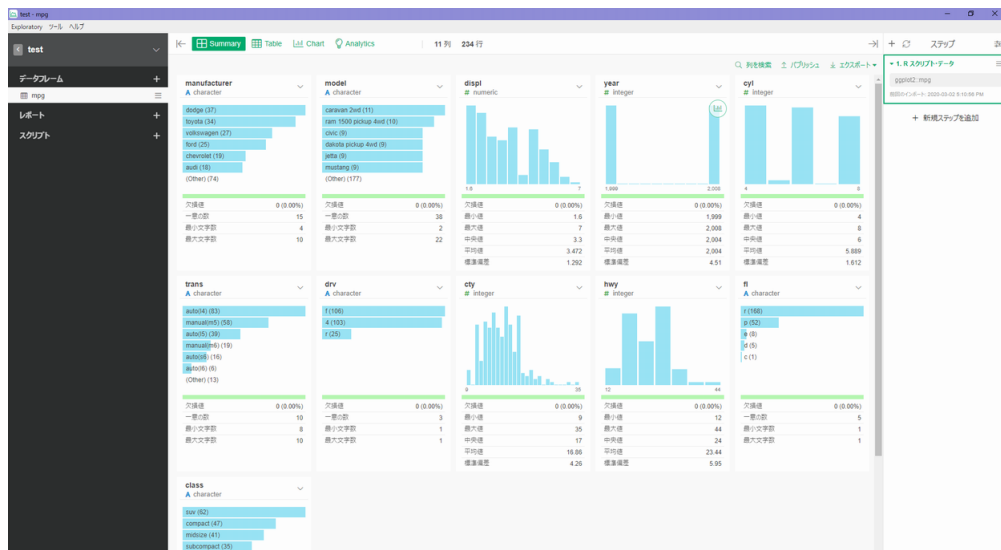 test - mpg
Exploratory ツール ヘルプ
test
Summary Table Chart Analytics 11 列 234 行
ステップ
データフレーム
mpg
レポート
スクリプト
列を検索 パブリッシュ エクスポート
1. R スクリプト・データ
ggplot2::mpg
新規ステップを追加
manufacturer
character
dodge (37)
toyota (34)
volkswagen (27)
ford (25)
chevrolet (19)
audi (18)
(Other) (74)
欠損値 0 (0.00%)
一意の数 15
最小文字数 4
最大文字数 10
model
character
caravan 2wd (11)
ram 1500 pickup 4wd (10)
civic (9)
dakota pickup 4wd (9)
jetta (9)
mustang (9)
(Other) (177)
欠損値 0 (0.00%)
一意の数 38
最小文字数 2
最大文字数 22
displ
numeric
1.6 7
欠損値 0 (0.00%)
最小値 1.6
最大値 7
中央値 3.3
平均値 3.472
標準偏差 1.292
year
integer
1,999 2,008
欠損値 0 (0.00%)
最小値 1,999
最大値 2,008
中央値 2,004
平均値 2,004
標準偏差 4.51
cyl
integer
4 8
欠損値 0 (0.00%)
最小値 4
最大値 8
中央値 6
平均値 5.889
標準偏差 1.612
trans
character
auto(l4) (83)
manual(m5) (58)
auto(l5) (39)
manual(m6) (19)
auto(s6) (16)
auto(l6) (6)
(Other) (13)
欠損値 0 (0.00%)
一意の数 10
最小文字数 8
最大文字数 10
drv
character
f (106)
4 (103)
r (25)
欠損値 0 (0.00%)
一意の数 3
最小文字数 1
最大文字数 1
cty
integer
9 35
欠損値 0 (0.00%)
最小値 9
最大値 35
中央値 17
平均値 16.86
標準偏差 4.26
hwy
integer
12 44
欠損値 0 (0.00%)
最小値 12
最大値 44
中央値 24
平均値 23.44
標準偏差 5.95
fl
character
r (168)
p (52)
e (8)
d (5)
c (1)
欠損値 0 (0.00%)
一意の数 5
最小文字数 1
最大文字数 1
class
character
suv (62)
compact (47)
midsize (41)
subcompact (35)